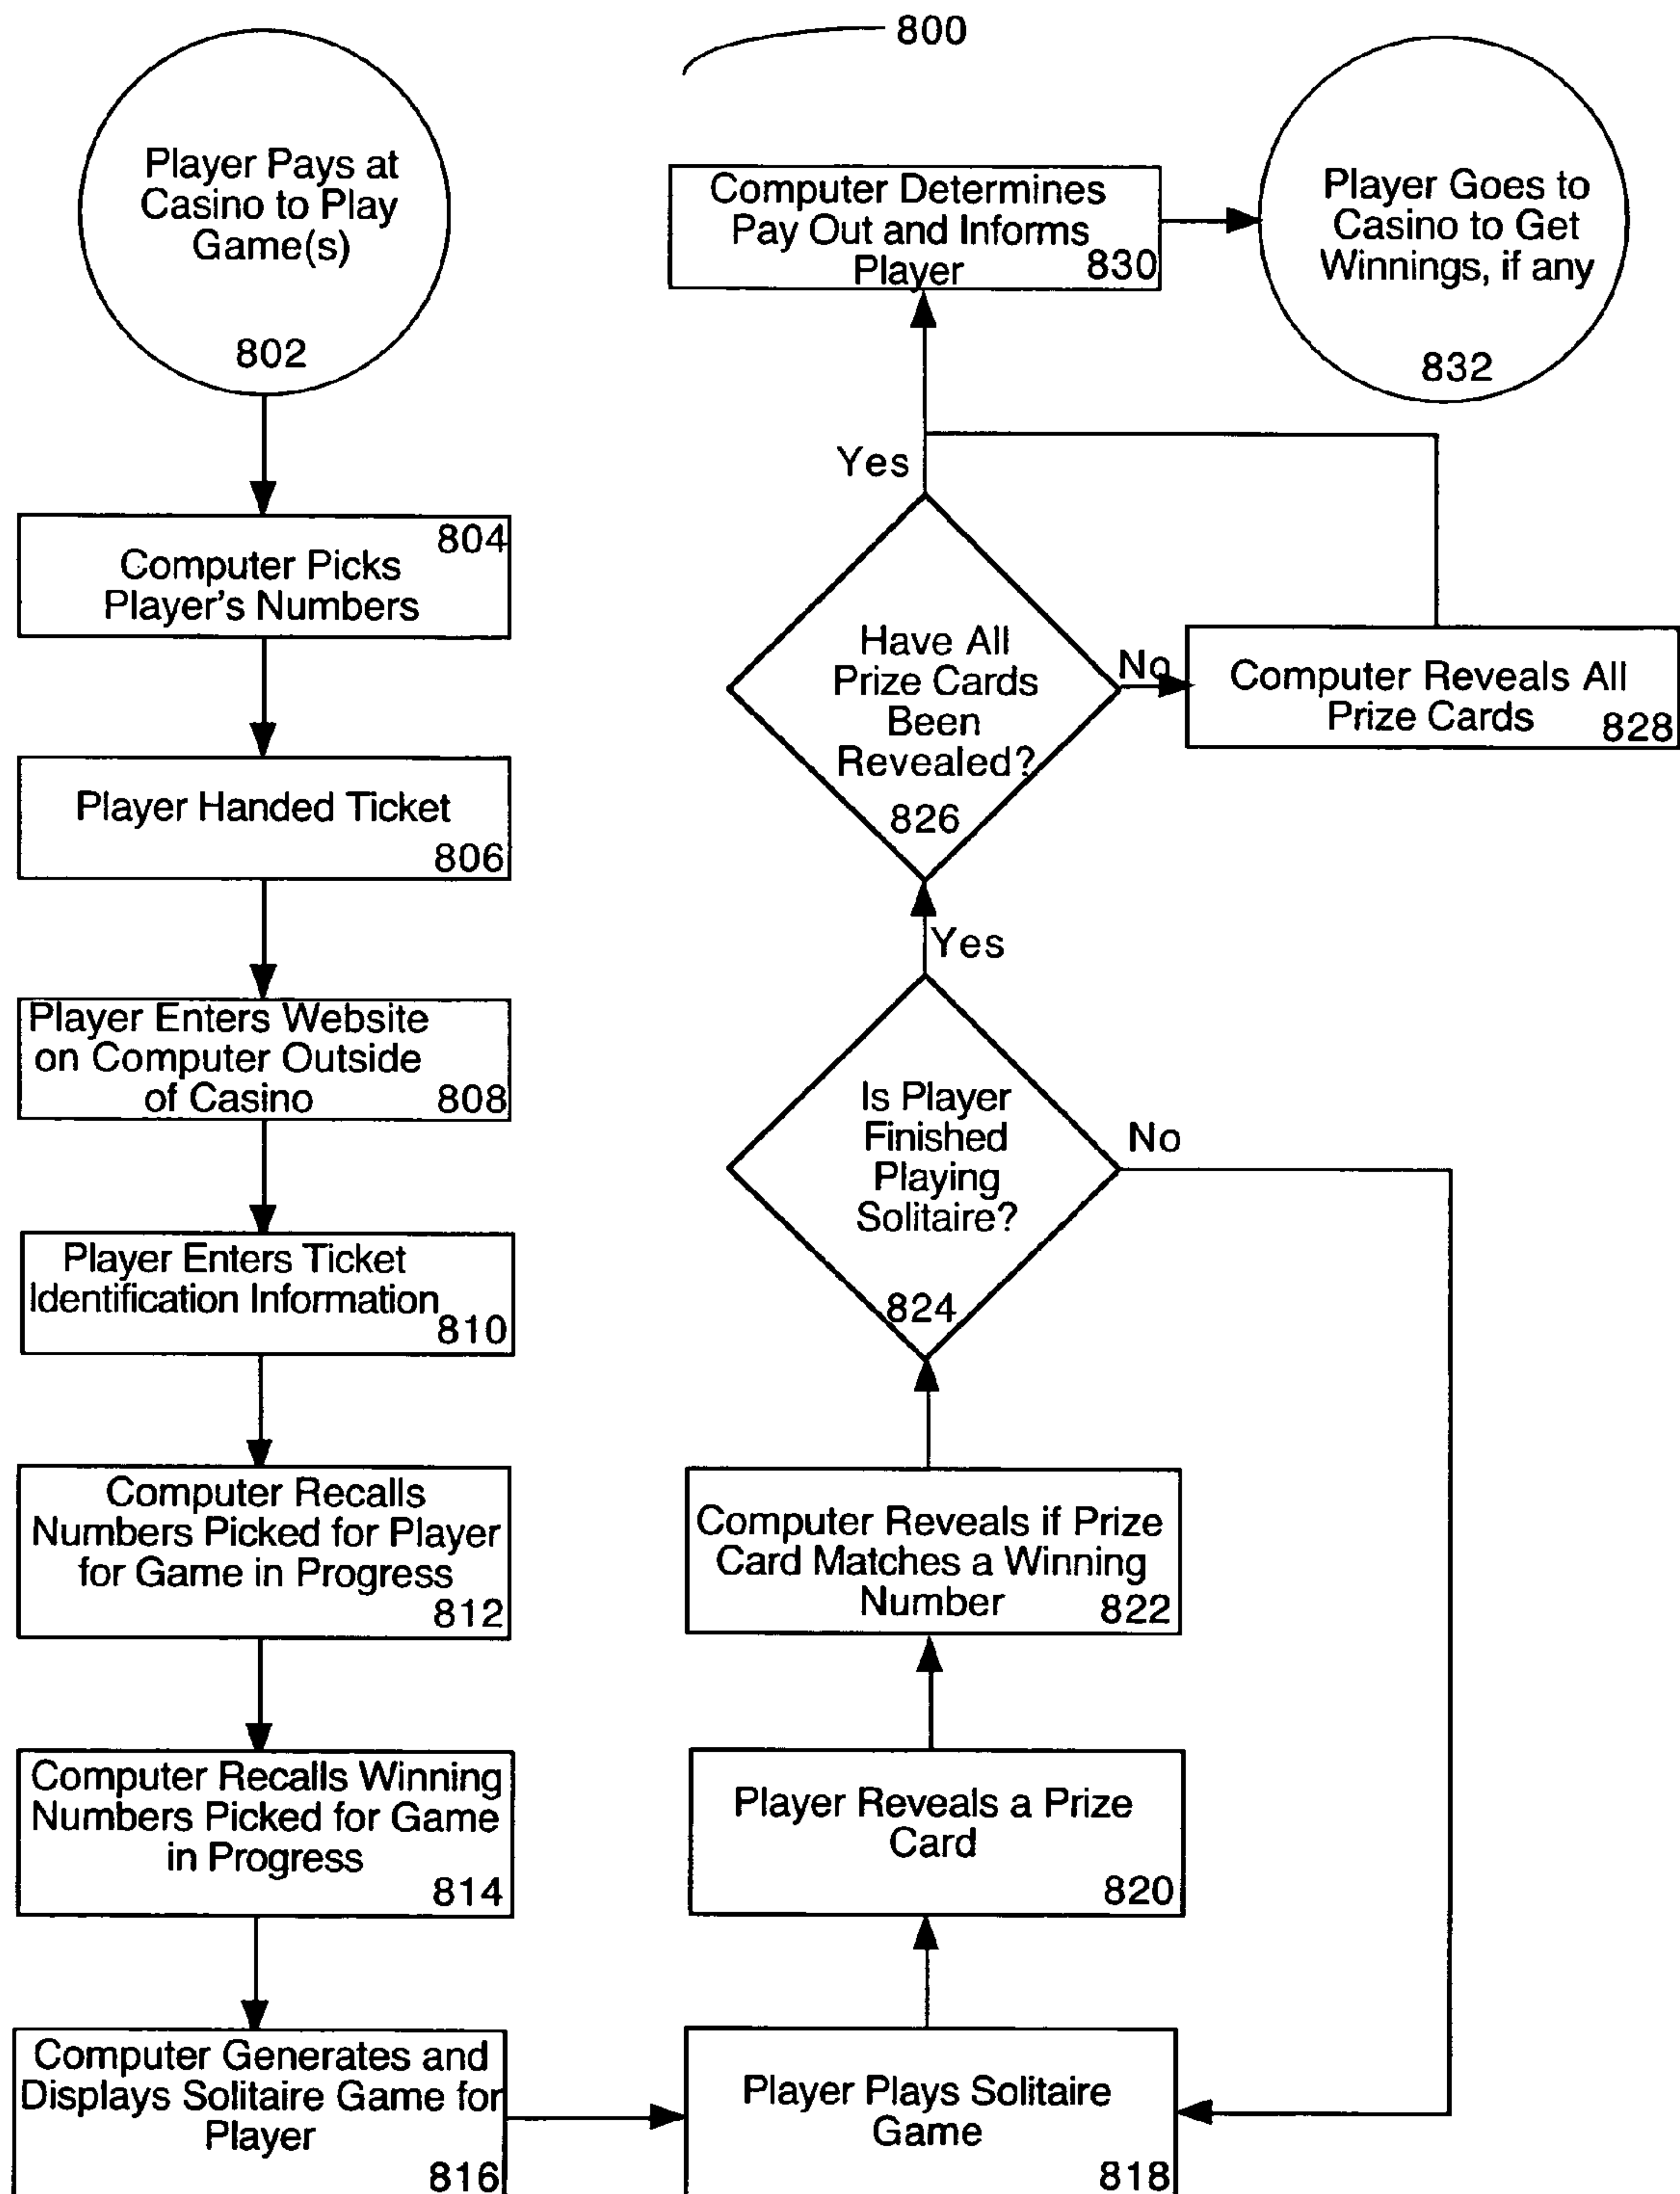 800
Player Pays at
Casino to Play
Game(s)
802
804
Computer Picks
Player's Numbers
Player Handed Ticket
806
Player Enters Website
on Computer Outside
of Casino 808
Player Enters Ticket
Identification Information
810
Computer Recalls
Numbers Picked for Player
for Game in Progress
812
Computer Recalls Winning
Numbers Picked for Game
in Progress
814
Computer Generates and
Displays Solitaire Game for
Player
816
Player Plays Solitaire
Game
818
Player Reveals a Prize
Card
820
Computer Reveals if Prize
Card Matches a Winning
Number 822
Is Player
Finished
Playing
Solitaire?
824
No
Yes
Have All
Prize Cards
Been
Revealed?
826
No
Computer Reveals All
Prize Cards 828
Yes
Computer Determines
Pay Out and Informs
Player 830
Player Goes to
Casino to Get
Winnings, if any
832